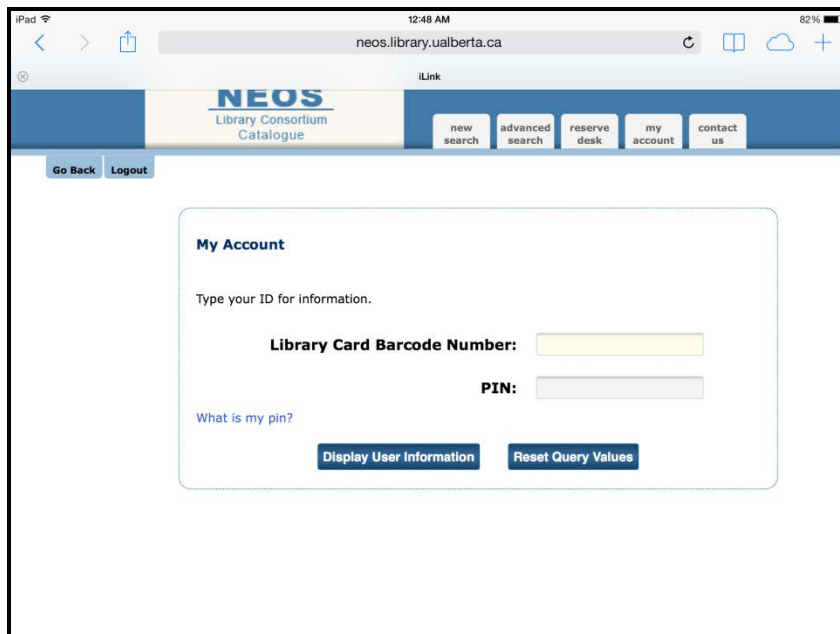 iPad 12:48 AM 82%
neos.library.ualberta.ca
iLink
NEOS
Library Consortium
Catalogue
new
search
advanced
search
reserve
desk
my
account
contact
us
Go Back Logout
My Account
Type your ID for information.
Library Card Barcode Number:
PIN:
What is my pin?
Display User Information Reset Query Values